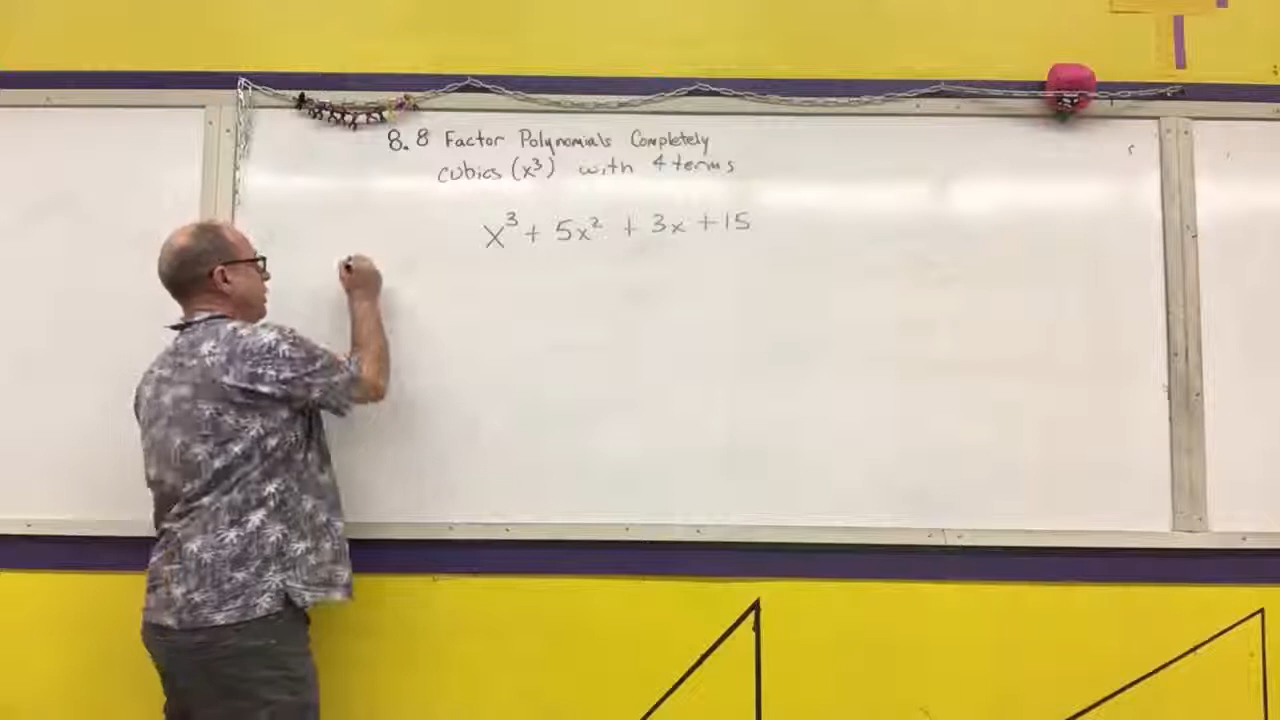 8.8 Factor Polynomials Completely
cubics (x³) with 4 terms
x³ + 5x² + 3x + 15